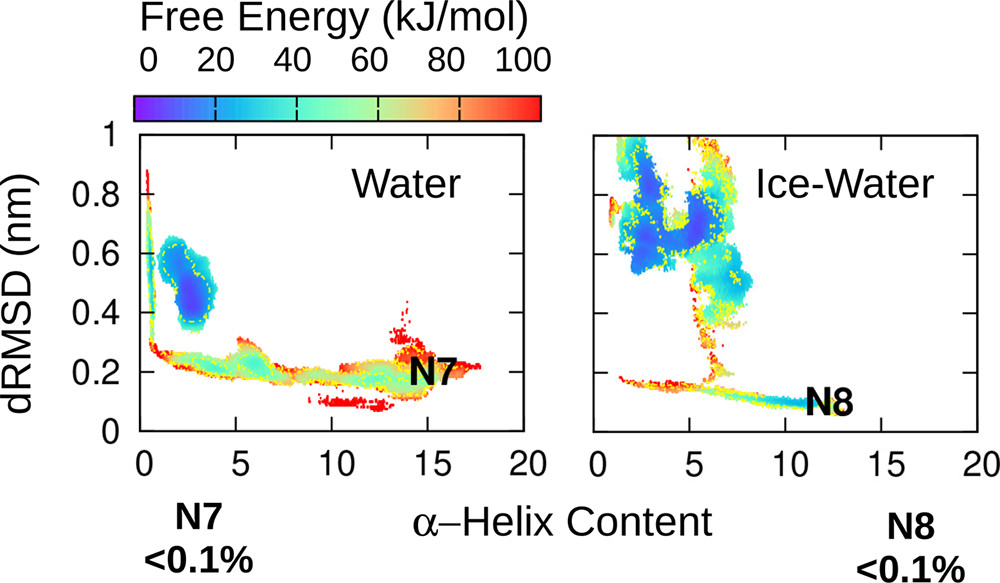 Free Energy (kJ/mol)
0 20 40 60 80 100
1
0.8
0.6
0.4
0.2
0
dRMSD (nm)
Water
N7
0 5 10 15 20
Ice-Water
N8
0 5 10 15 20
α–Helix Content
N7
<0.1%
N8
<0.1%